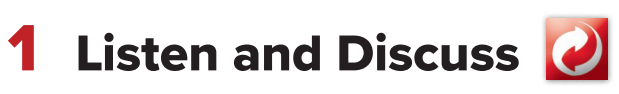 1 Listen and Discuss